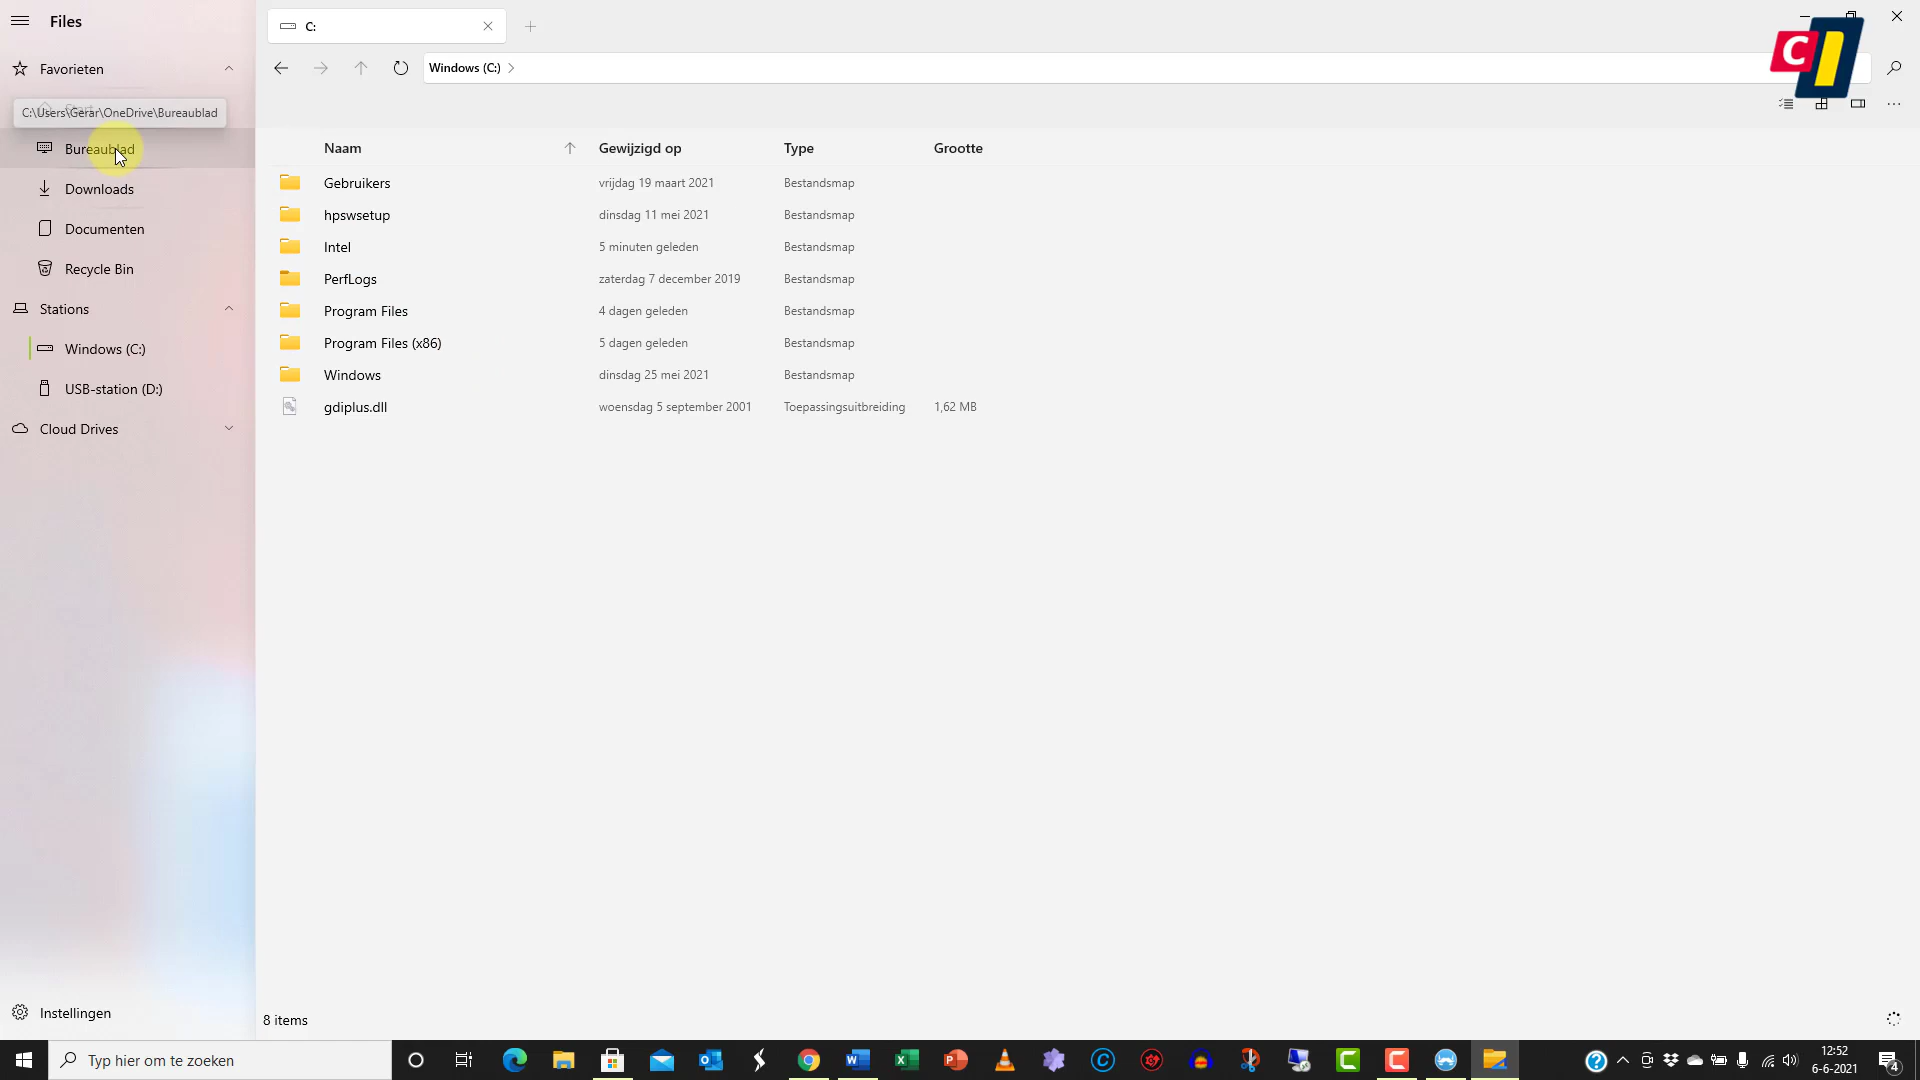 Files
C:
Favorieten
Windows (C:)
Start
C:\Users\Gerar\OneDrive\Bureaublad
Bureaublad
Downloads
Documenten
Recycle Bin
Stations
Windows (C:)
USB-station (D:)
Cloud Drives
Instellingen
Naam Gewijzigd op Type Grootte
Gebruikers vrijdag 19 maart 2021 Bestandsmap
hpswsetup dinsdag 11 mei 2021 Bestandsmap
Intel 5 minuten geleden Bestandsmap
PerfLogs zaterdag 7 december 2019 Bestandsmap
Program Files 4 dagen geleden Bestandsmap
Program Files (x86) 5 dagen geleden Bestandsmap
Windows dinsdag 25 mei 2021 Bestandsmap
gdiplus.dll woensdag 5 september 2001 Toepassingsuitbreiding 1,62 MB
8 items
Typ hier om te zoeken
12:52
6-6-2021
4